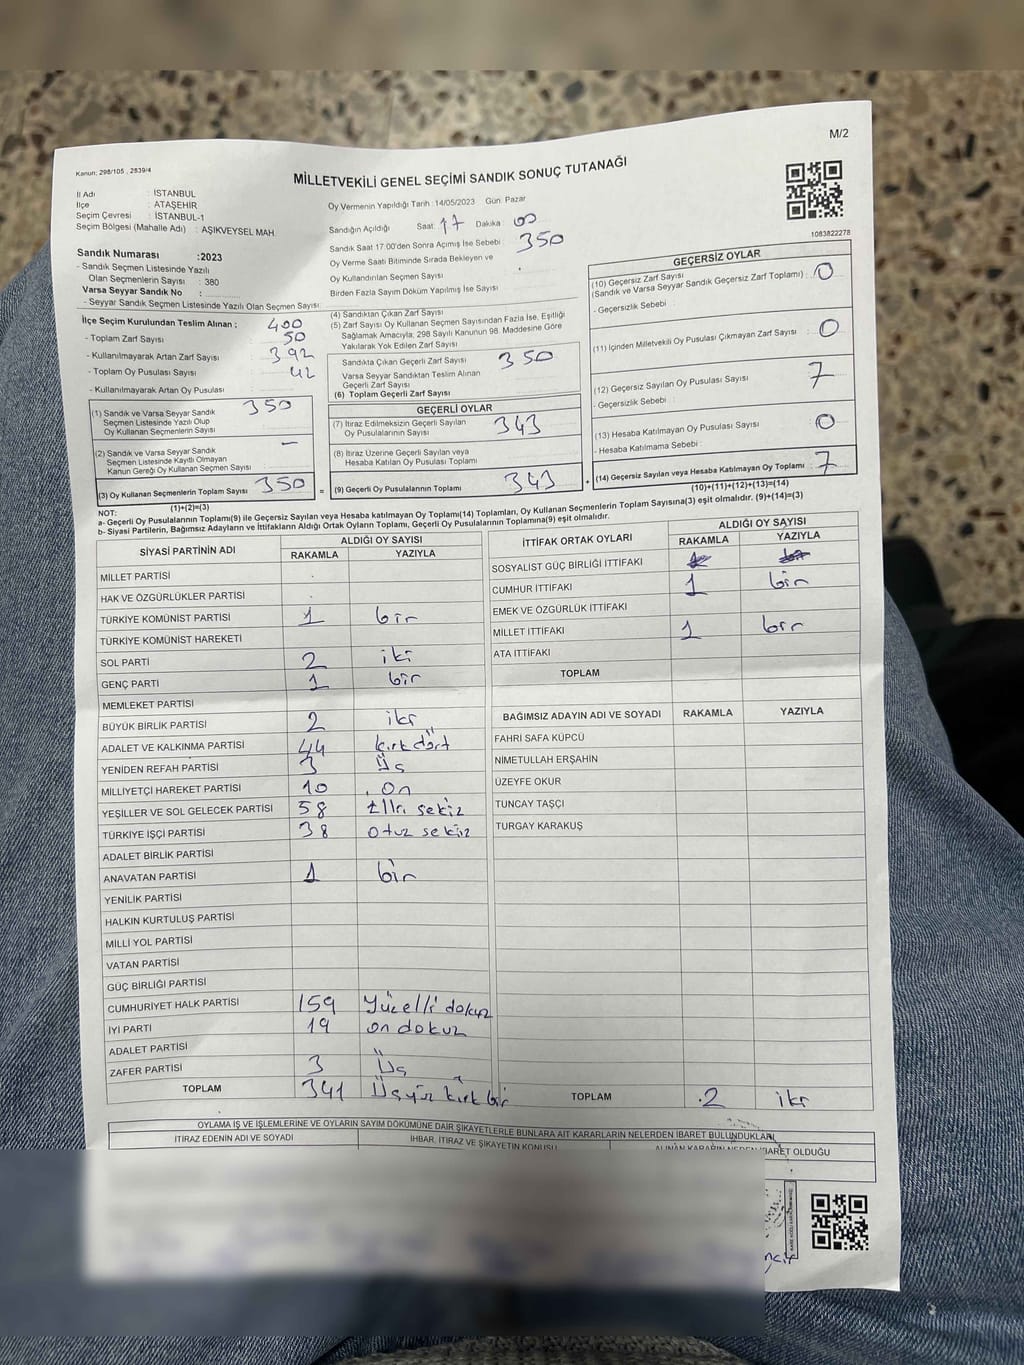 M/2
Kanun: 298/105 , 2839/4
MİLLETVEKİLİ GENEL SEÇİMİ SANDIK SONUÇ TUTANAĞI
İl Adı : İSTANBUL
İlçe : ATAŞEHİR
Seçim Çevresi : İSTANBUL-1
Seçim Bölgesi (Mahalle Adı) : AŞIKVEYSEL MAH.
Sandık Numarası :2023
- Sandık Seçmen Listesinde Yazılı
Olan Seçmenlerin Sayısı : 380
Varsa Seyyar Sandık No :
- Seyyar Sandık Seçmen Listesinde Yazılı Olan Seçmen Sayısı:
Oy Vermenin Yapıldığı Tarih : 14/05/2023 Gün: Pazar
Sandığın Açıldığı Saat: 17 Dakika: 00
Sandık Saat 17:00'den Sonra Açılmış İse Sebebi :
Oy Verme Saati Bitiminde Sırada Bekleyen ve 350
Oy Kullandırılan Seçmen Sayısı
Birden Fazla Sayım Döküm Yapılmış İse Sayısı :
1083822278
İlçe Seçim Kurulundan Teslim Alınan :
- Toplam Zarf Sayısı : 400
- Kullanılmayarak Artan Zarf Sayısı : 50
- Toplam Oy Pusulası Sayısı : 392
- Kullanılmayarak Artan Oy Pusulası : 42
(4) Sandıktan Çıkan Zarf Sayısı
(5) Zarf Sayısı Oy Kullanan Seçmen Sayısından Fazla İse, Eşitliği
Sağlamak Amacıyla, 298 Sayılı Kanunun 98. Maddesine Göre
Yakılarak Yok Edilen Zarf Sayısı
Sandıkta Çıkan Geçerli Zarf Sayısı 350
Varsa Seyyar Sandıktan Teslim Alınan
Geçerli Zarf Sayısı
(6) Toplam Geçerli Zarf Sayısı
GEÇERSİZ OYLAR
(10) Geçersiz Zarf Sayısı
(Sandık ve Varsa Seyyar Sandık Geçersiz Zarf Toplamı) : 0
- Geçersizlik Sebebi :
(11) İçinden Milletvekili Oy Pusulası Çıkmayan Zarf Sayısı : 0
(12) Geçersiz Sayılan Oy Pusulası Sayısı : 7
- Geçersizlik Sebebi :
(13) Hesaba Katılmayan Oy Pusulası Sayısı : 0
- Hesaba Katılmama Sebebi :
(14) Geçersiz Sayılan veya Hesaba Katılmayan Oy Toplamı : 7
(10)+(11)+(12)+(13)=(14)
(1) Sandık ve Varsa Seyyar Sandık 350
Seçmen Listesinde Yazılı Olup
Oy Kullanan Seçmenlerin Sayısı
(2) Sandık ve Varsa Seyyar Sandık —
Seçmen Listesinde Kayıtlı Olmayan
Kanun Gereği Oy Kullanan Seçmen Sayısı
(3) Oy Kullanan Seçmenlerin Toplam Sayısı 350
(1)+(2)=(3)
GEÇERLİ OYLAR
(7) İtiraz Edilmeksizin Geçerli Sayılan 343
Oy Pusulalarının Sayısı
(8) İtiraz Üzerine Geçerli Sayılan veya
Hesaba Katılan Oy Pusulası Toplamı
= (9) Geçerli Oy Pusulalarının Toplamı 343 +
NOT:
a- Geçerli Oy Pusulalarının Toplamı(9) ile Geçersiz Sayılan veya Hesaba katılmayan Oy Toplamı(14) Toplamları, Oy Kullanan Seçmenlerin Toplam Sayısına(3) eşit olmalıdır. (9)+(14)=(3)
b- Siyasi Partilerin, Bağımsız Adayların ve İttifakların Aldığı Ortak Oyların Toplamı, Geçerli Oy Pusulalarının Toplamına(9) eşit olmalıdır.
SİYASİ PARTİNİN ADI ALDIĞI OY SAYISI
RAKAMLA YAZIYLA
MİLLET PARTİSİ
HAK VE ÖZGÜRLÜKLER PARTİSİ
TÜRKİYE KOMÜNİST PARTİSİ 1 bir
TÜRKİYE KOMÜNİST HAREKETİ
SOL PARTİ 2 iki
GENÇ PARTİ 1 bir
MEMLEKET PARTİSİ
BÜYÜK BİRLİK PARTİSİ 2 iki
ADALET VE KALKINMA PARTİSİ 44 kırk dört
YENİDEN REFAH PARTİSİ 3 Üç
MİLLİYETÇİ HAREKET PARTİSİ 10 on
YEŞİLLER VE SOL GELECEK PARTİSİ 58 Elli sekiz
TÜRKİYE İŞÇİ PARTİSİ 38 otuz sekiz
ADALET BİRLİK PARTİSİ
ANAVATAN PARTİSİ 1 bir
YENİLİK PARTİSİ
HALKIN KURTULUŞ PARTİSİ
MİLLİ YOL PARTİSİ
VATAN PARTİSİ
GÜÇ BİRLİĞİ PARTİSİ
CUMHURİYET HALK PARTİSİ 159 Yüz elli dokuz
İYİ PARTİ 19 on dokuz
ADALET PARTİSİ
ZAFER PARTİSİ 3 Üç
TOPLAM 341 Üç yüz kırk bir
İTTİFAK ORTAK OYLARI ALDIĞI OY SAYISI
RAKAMLA YAZIYLA
SOSYALİST GÜÇ BİRLİĞİ İTTİFAKI
CUMHUR İTTİFAKI 1 bir
EMEK VE ÖZGÜRLÜK İTTİFAKI
MİLLET İTTİFAKI 1 bir
ATA İTTİFAKI
TOPLAM
BAĞIMSIZ ADAYIN ADI VE SOYADI RAKAMLA YAZIYLA
FAHRİ SAFA KÜPCÜ
NİMETULLAH ERŞAHİN
ÜZEYFE OKUR
TUNCAY TAŞÇI
TURGAY KARAKUŞ
TOPLAM 2 iki
OYLAMA İŞ VE İŞLEMLERİNE VE OYLARIN SAYIM DÖKÜMÜNE DAİR ŞİKAYETLERLE BUNLARA AİT KARARLARIN NELERDEN İBARET BULUNDUKLARI
İTİRAZ EDENİN ADI VE SOYADI İHBAR, İTİRAZ VE ŞİKAYETİN KONUSU ALINAN KARARIN NEDEN İBARET OLDUĞU